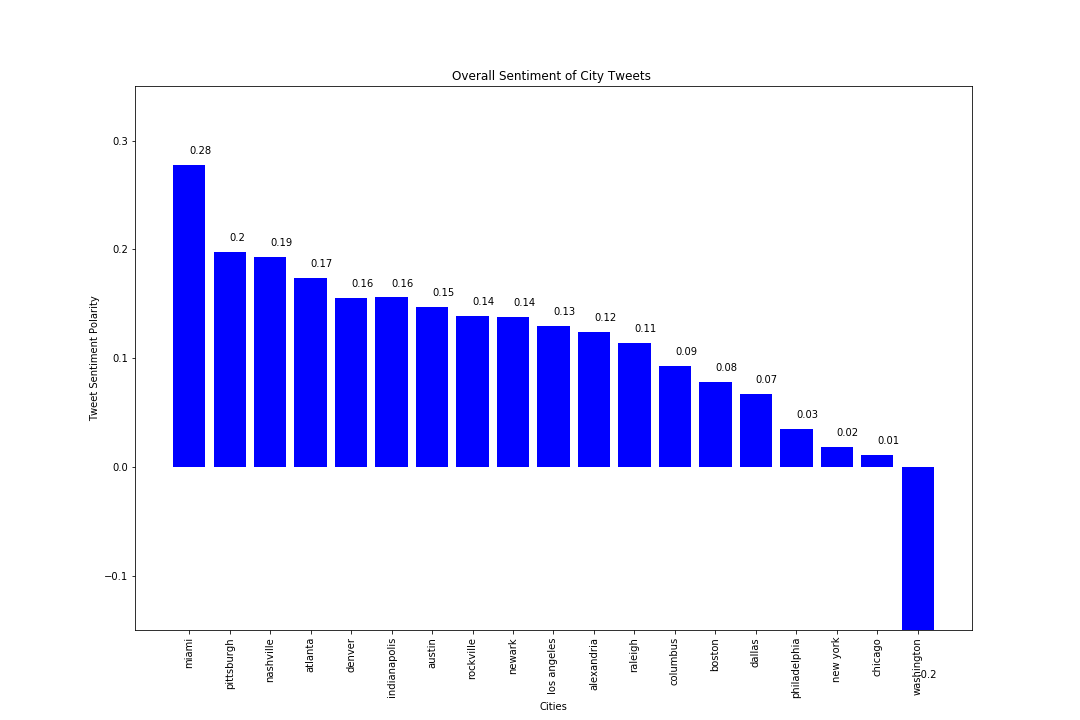 Overall Sentiment of City Tweets
0.3
0.2
0.1
0.0
−0.1
Tweet Sentiment Polarity
0.28
0.2
0.19
0.17
0.16
0.16
0.15
0.14
0.14
0.13
0.12
0.11
0.09
0.08
0.07
0.03
0.02
0.01
-0.2
miami
pittsburgh
nashville
atlanta
denver
indianapolis
austin
rockville
newark
los angeles
alexandria
raleigh
columbus
boston
dallas
philadelphia
new york
chicago
washington
Cities